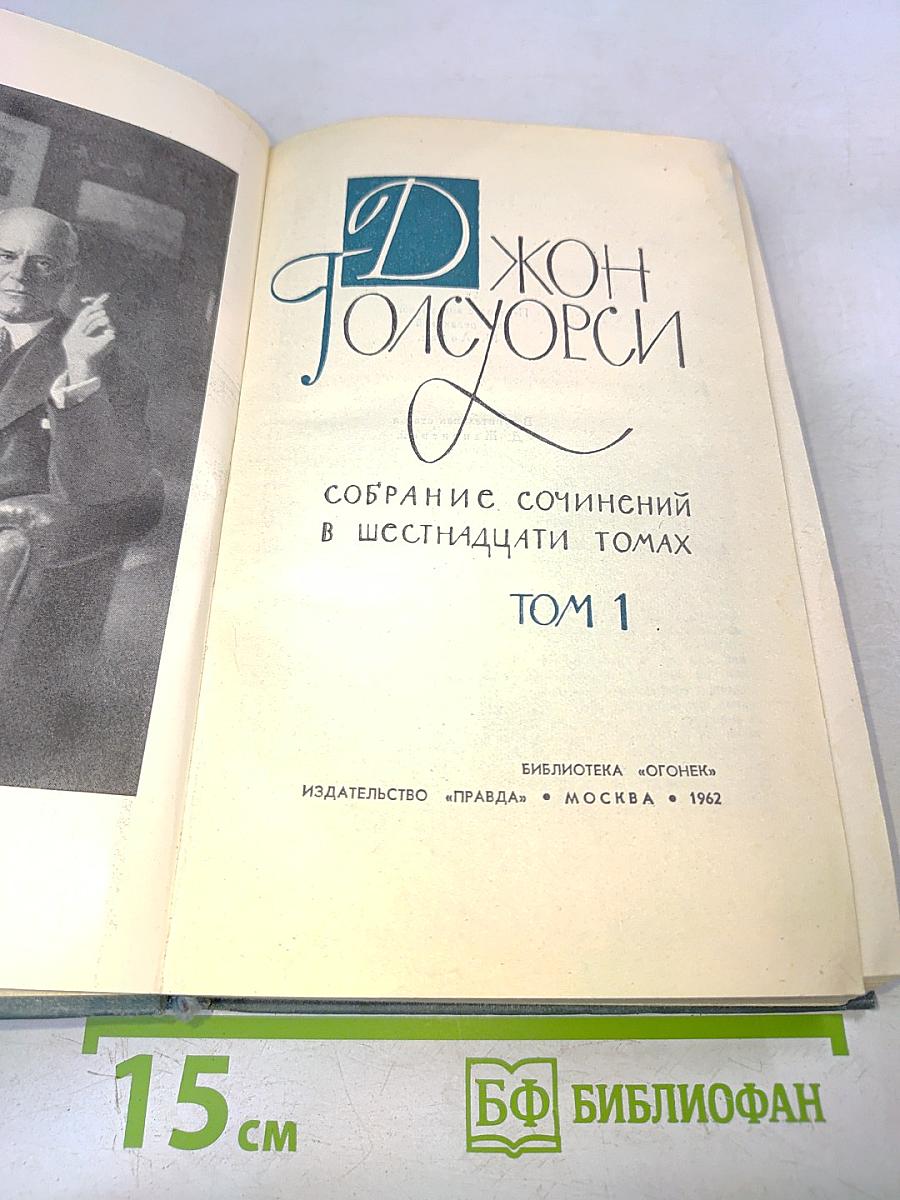 ДЖОН
ГОЛСУОРСИ
СОБРАНИЕ СОЧИНЕНИЙ
В ШЕСТНАДЦАТИ ТОМАХ
ТОМ 1
БИБЛИОТЕКА «ОГОНЕК»
ИЗДАТЕЛЬСТВО «ПРАВДА» • МОСКВА • 1962
15 см
БФ БИБЛИОФАН